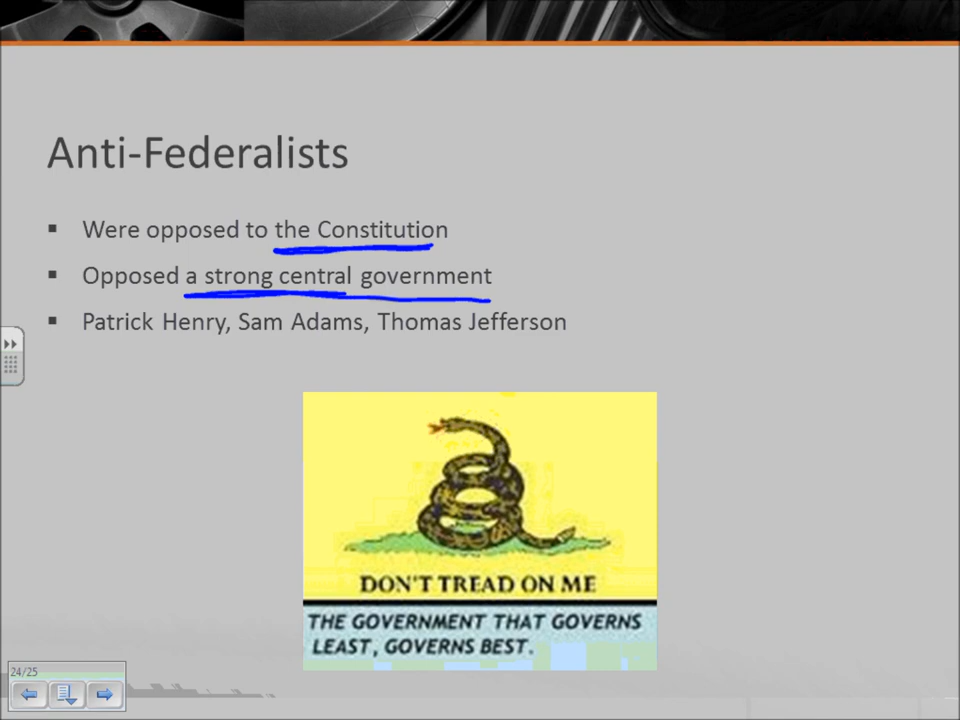 Anti-Federalists
▪ Were opposed to the Constitution
▪ Opposed a strong central government
▪ Patrick Henry, Sam Adams, Thomas Jefferson
DON'T TREAD ON ME
THE GOVERNMENT THAT GOVERNS
LEAST, GOVERNS BEST.
24/25